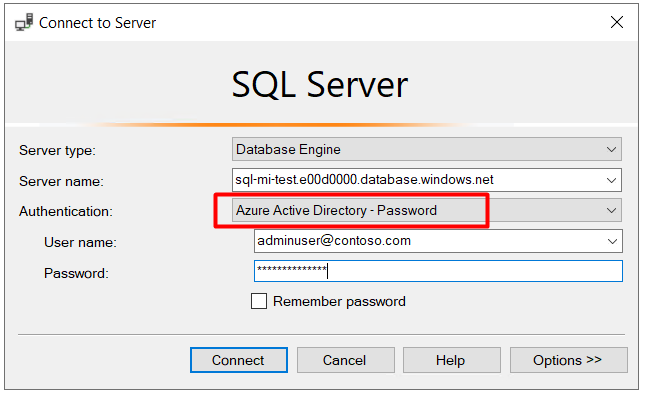 Connect to Server
SQL Server
Server type: Database Engine
Server name: sql-mi-test.e00d0000.database.windows.net
Authentication: Azure Active Directory - Password
User name: adminuser@contoso.com
Password: **************
Remember password
Connect Cancel Help Options >>